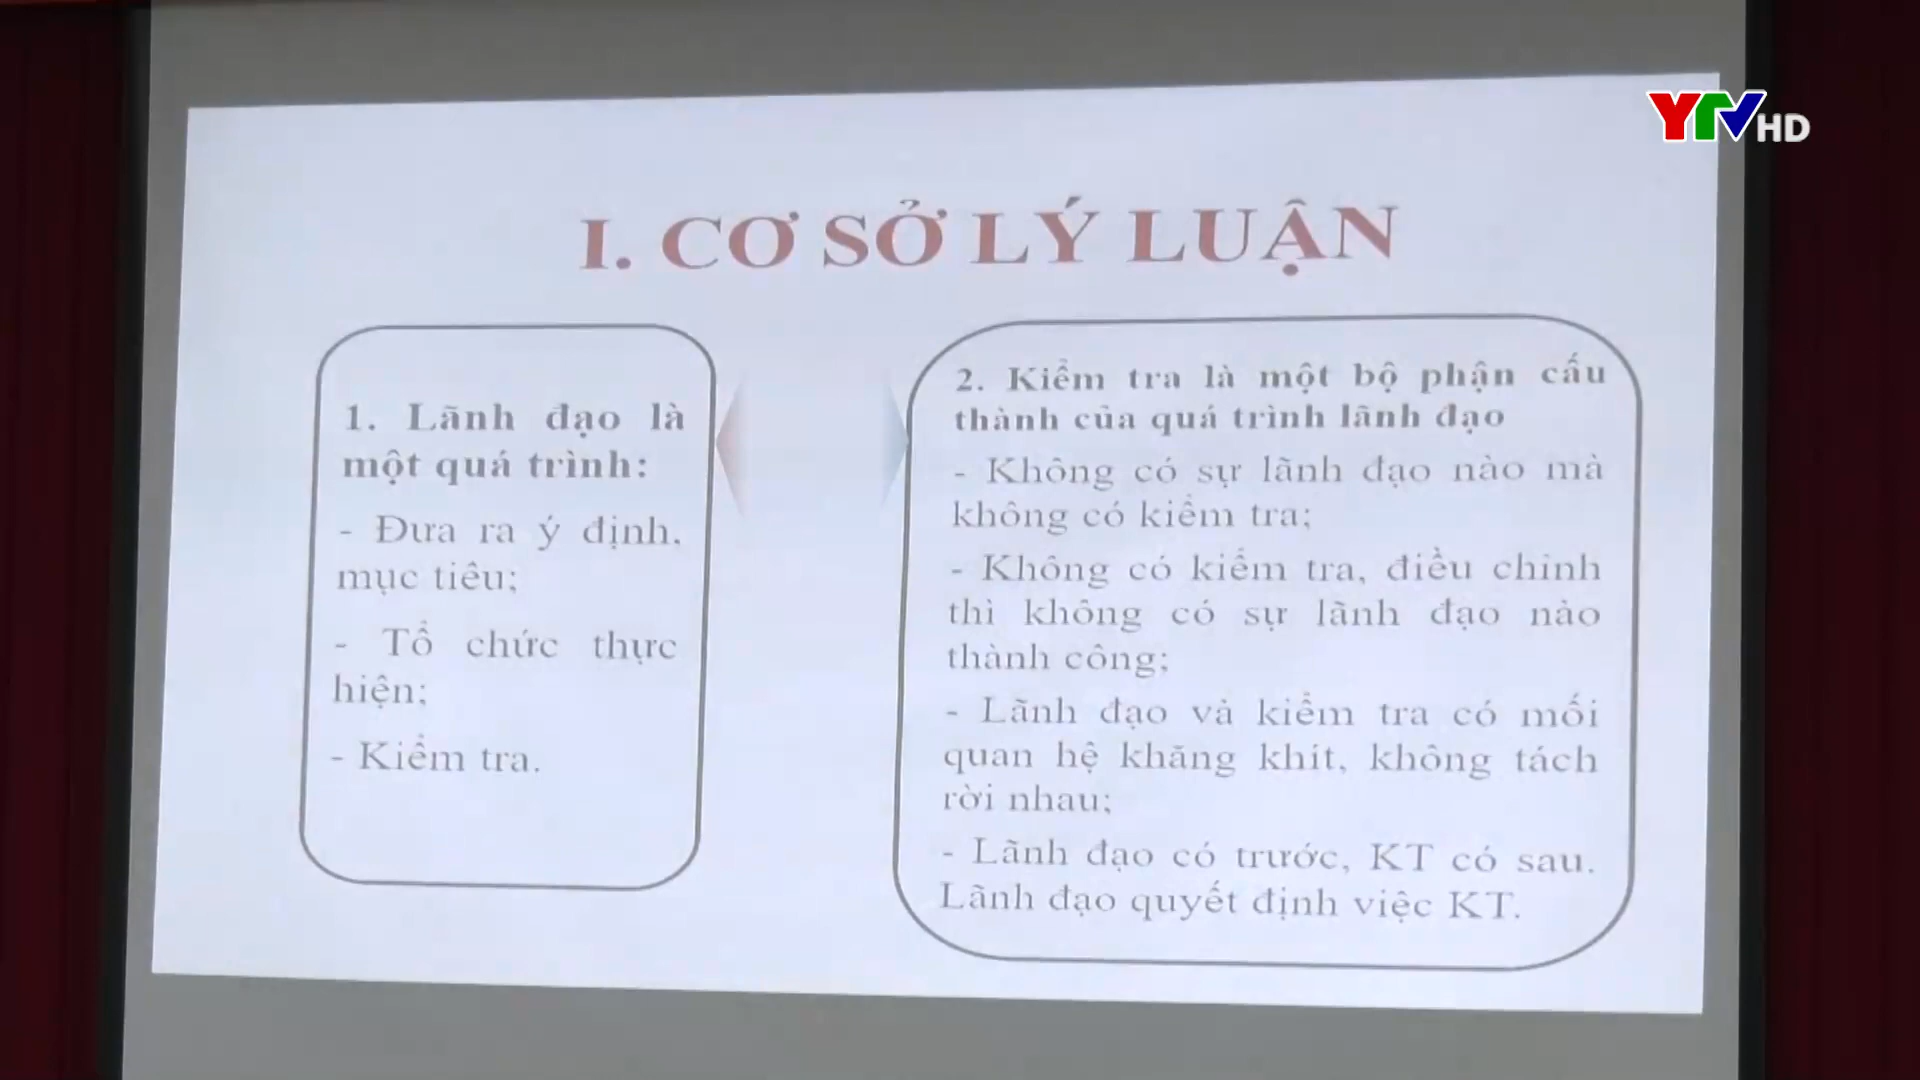 YTV HD
I. CƠ SỞ LÝ LUẬN
1. Lãnh đạo là
một quá trình:
- Đưa ra ý định,
mục tiêu;
- Tổ chức thực
hiện;
- Kiểm tra.
2. Kiểm tra là một bộ phận cấu
thành của quá trình lãnh đạo
- Không có sự lãnh đạo nào mà
không có kiểm tra;
- Không có kiểm tra, điều chỉnh
thì không có sự lãnh đạo nào
thành công;
- Lãnh đạo và kiểm tra có mối
quan hệ khăng khít, không tách
rời nhau;
- Lãnh đạo có trước, KT có sau.
Lãnh đạo quyết định việc KT.